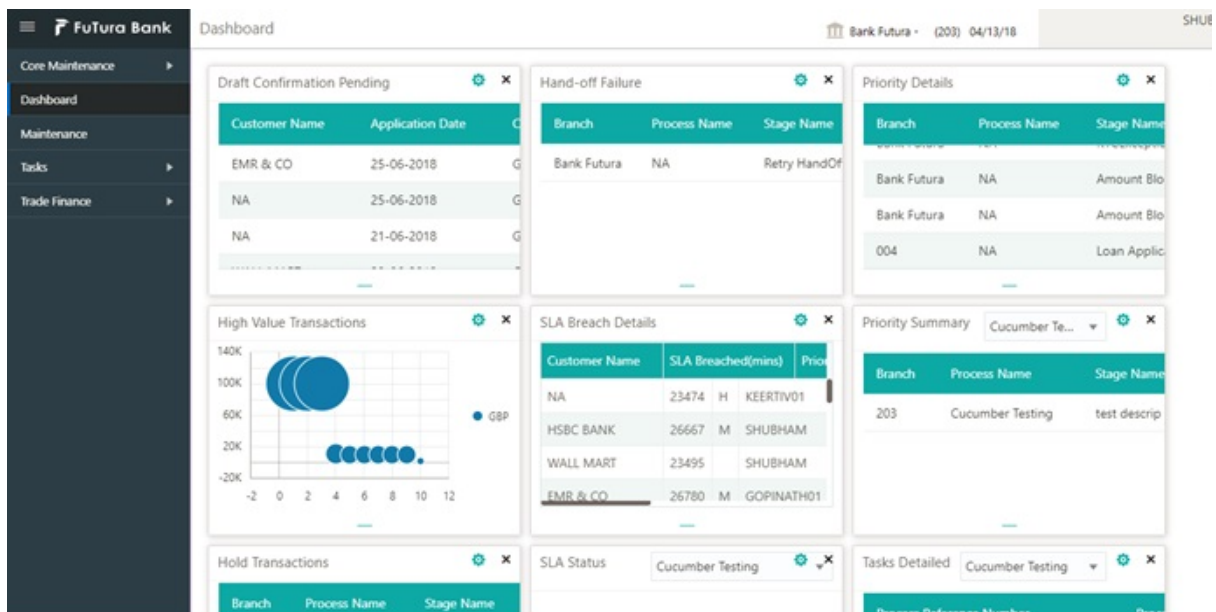 FuTura Bank
Dashboard
Bank Futura - (203) 04/13/18
SHUB
Core Maintenance
Dashboard
Maintenance
Tasks
Trade Finance
Draft Confirmation Pending
Customer Name Application Date C
EMR & CO 25-06-2018 G
NA 25-06-2018 G
NA 21-06-2018 G
Hand-off Failure
Branch Process Name Stage Name
Bank Futura NA Retry HandOf
Priority Details
Branch Process Name Stage Name
Bank Futura NA Amount Blo
Bank Futura NA Amount Blo
004 NA Loan Applic
High Value Transactions
140K
100K
60K
20K
-20K
-2 0 2 4 6 8 10 12
GBP
SLA Breach Details
Customer Name SLA Breached(mins) Prior
NA 23474 H KEERTIV01
HSBC BANK 26667 M SHUBHAM
WALL MART 23495 SHUBHAM
EMR & CO 26780 M GOPINATH01
Priority Summary Cucumber Te...
Branch Process Name Stage Name
203 Cucumber Testing test descrip
Hold Transactions
Branch Process Name Stage Name
SLA Status Cucumber Testing
Tasks Detailed Cucumber Testing
Process Reference Number